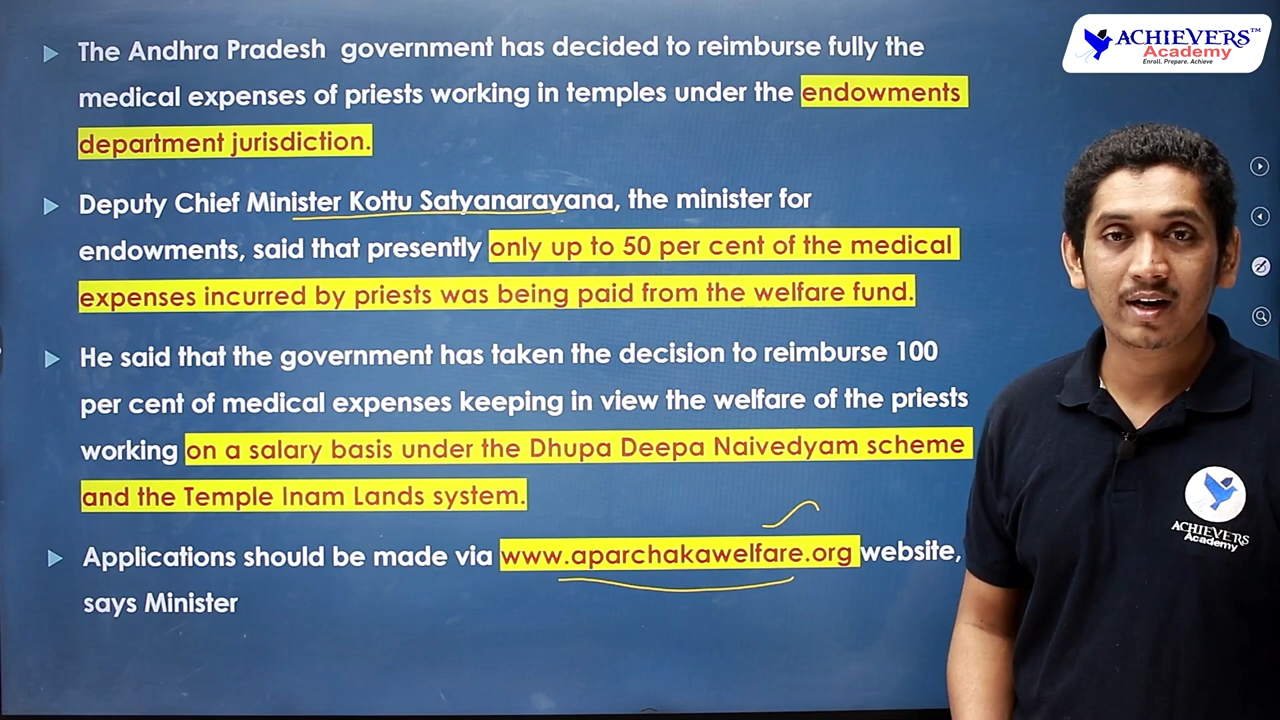 The Andhra Pradesh government has decided to reimburse fully the
medical expenses of priests working in temples under the endowments
department jurisdiction.
Deputy Chief Minister Kottu Satyanarayana, the minister for
endowments, said that presently only up to 50 per cent of the medical
expenses incurred by priests was being paid from the welfare fund.
He said that the government has taken the decision to reimburse 100
per cent of medical expenses keeping in view the welfare of the priests
working on a salary basis under the Dhupa Deepa Naivedyam scheme
and the Temple Inam Lands system.
Applications should be made via www.aparchakawelfare.org website,
says Minister
ACHIEVERS™
Academy
Enroll. Prepare. Achieve
ACHIEVERS
Academy